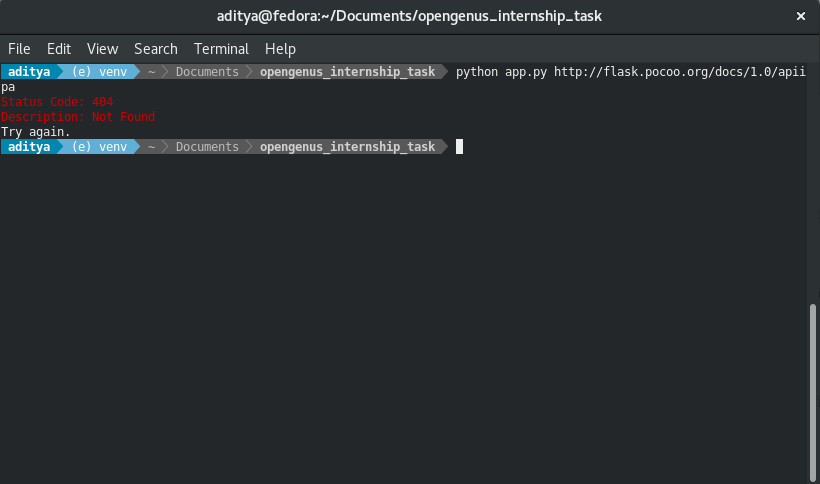 aditya@fedora:~/Documents/opengenus_internship_task
File Edit View Search Terminal Help
aditya (e) venv ~ Documents opengenus_internship_task python app.py http://flask.pocoo.org/docs/1.0/apii
pa
Status Code: 404
Description: Not Found
Try again.
aditya (e) venv ~ Documents opengenus_internship_task